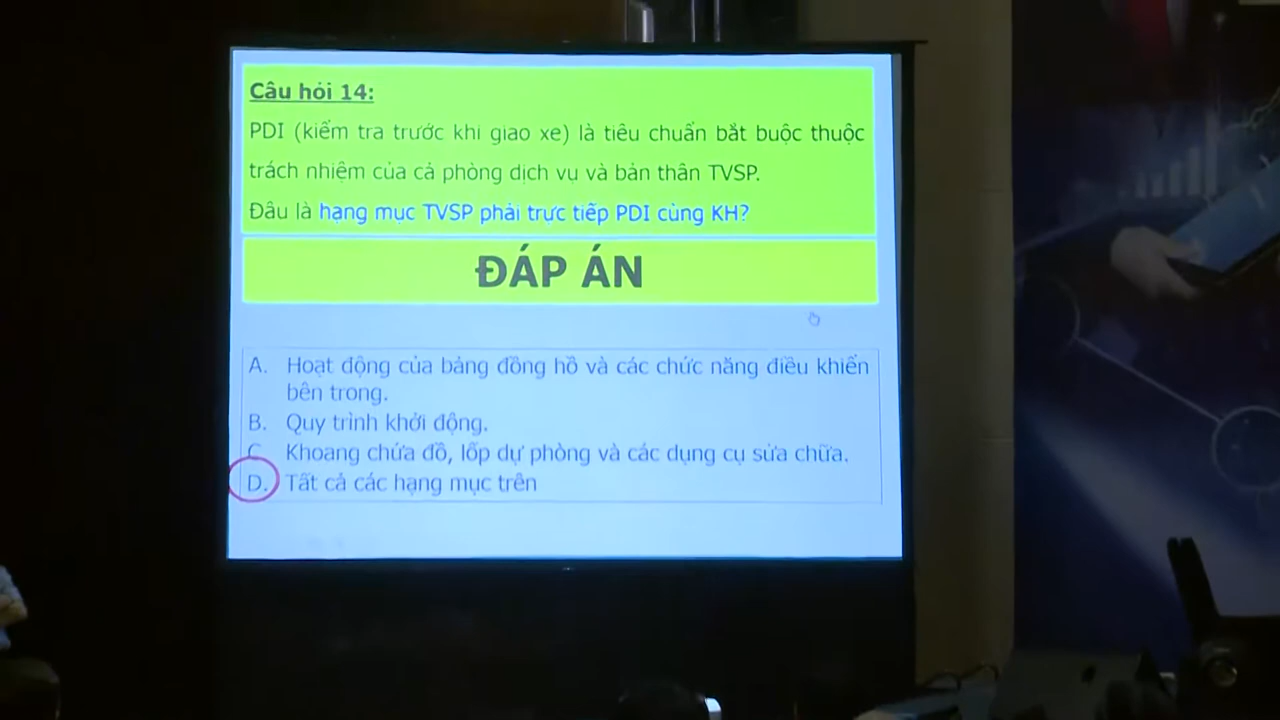 Câu hỏi 14:
PDI (kiểm tra trước khi giao xe) là tiêu chuẩn bắt buộc thuộc
trách nhiệm của cả phòng dịch vụ và bản thân TVSP.
Đâu là hạng mục TVSP phải trực tiếp PDI cùng KH?
ĐÁP ÁN
A. Hoạt động của bảng đồng hồ và các chức năng điều khiển
bên trong.
B. Quy trình khởi động.
C Khoang chứa đồ, lốp dự phòng và các dụng cụ sửa chữa.
D. Tất cả các hạng mục trên